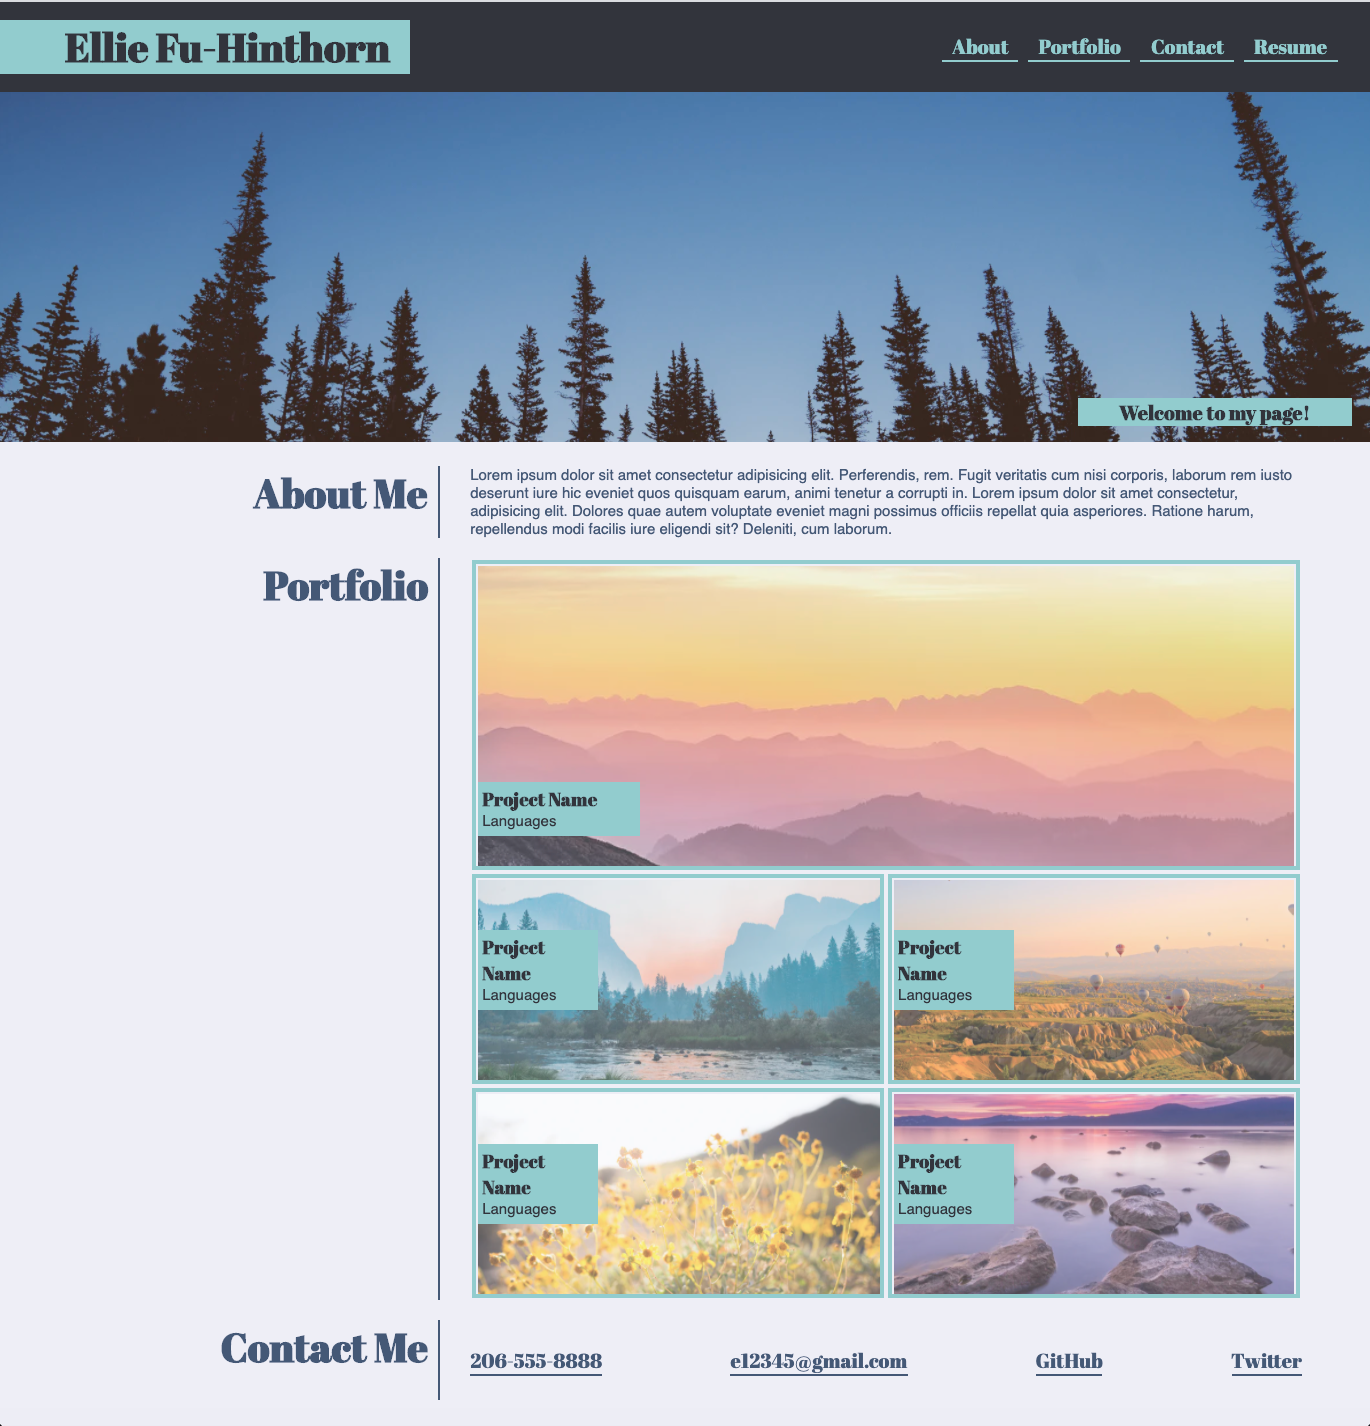 Ellie Fu-Hinthorn
About
Portfolio
Contact
Resume
Welcome to my page!
About Me
Lorem ipsum dolor sit amet consectetur adipisicing elit. Perferendis, rem. Fugit veritatis cum nisi corporis, laborum rem iusto
deserunt iure hic eveniet quos quisquam earum, animi tenetur a corrupti in. Lorem ipsum dolor sit amet consectetur,
adipisicing elit. Dolores quae autem voluptate eveniet magni possimus officiis repellat quia asperiores. Ratione harum,
repellendus modi facilis iure eligendi sit? Deleniti, cum laborum.
Portfolio
Project Name
Languages
Project
Name
Languages
Project
Name
Languages
Project
Name
Languages
Project
Name
Languages
Contact Me
206-555-8888
e12345@gmail.com
GitHub
Twitter